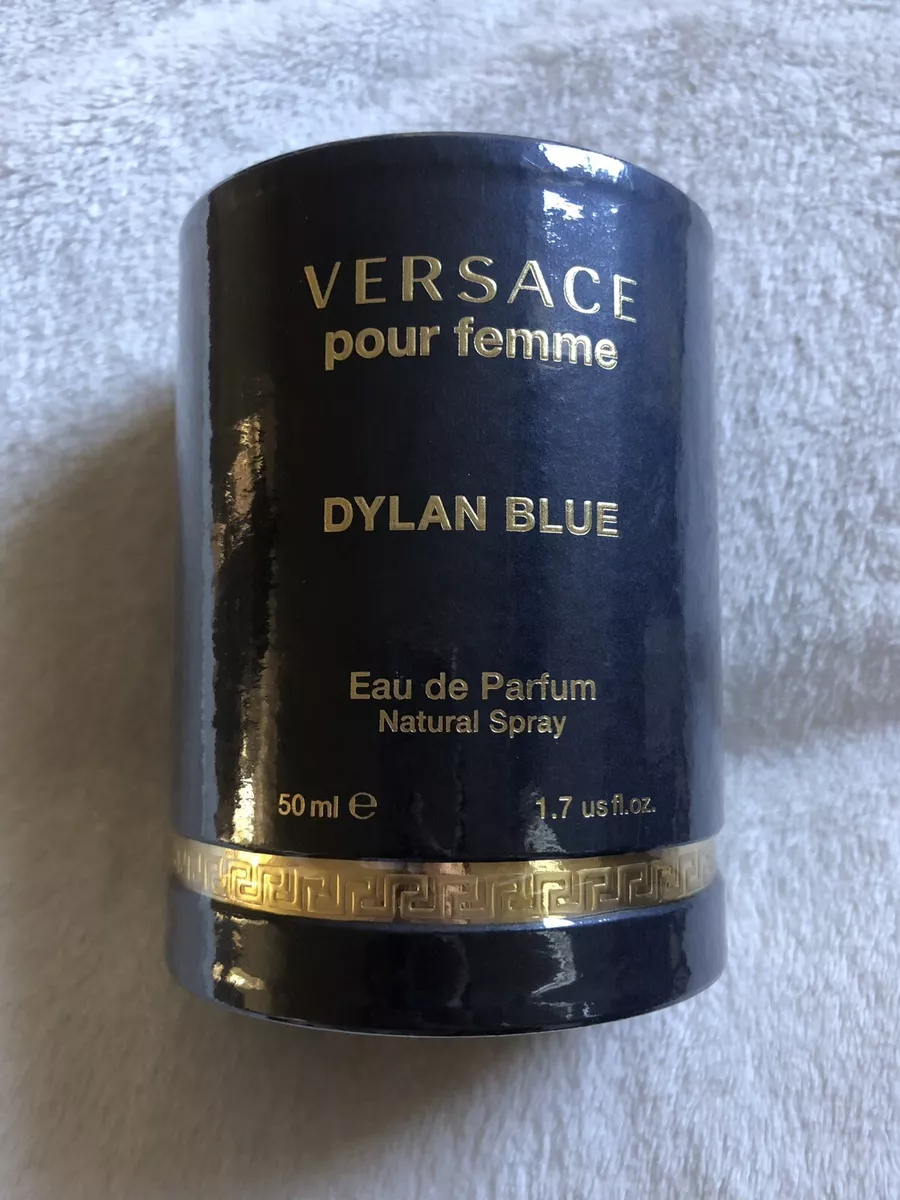 VERSACE
pour femme
DYLAN BLUE
Eau de Parfum
Natural Spray
50 ml ℮ 1.7 us fl.oz.